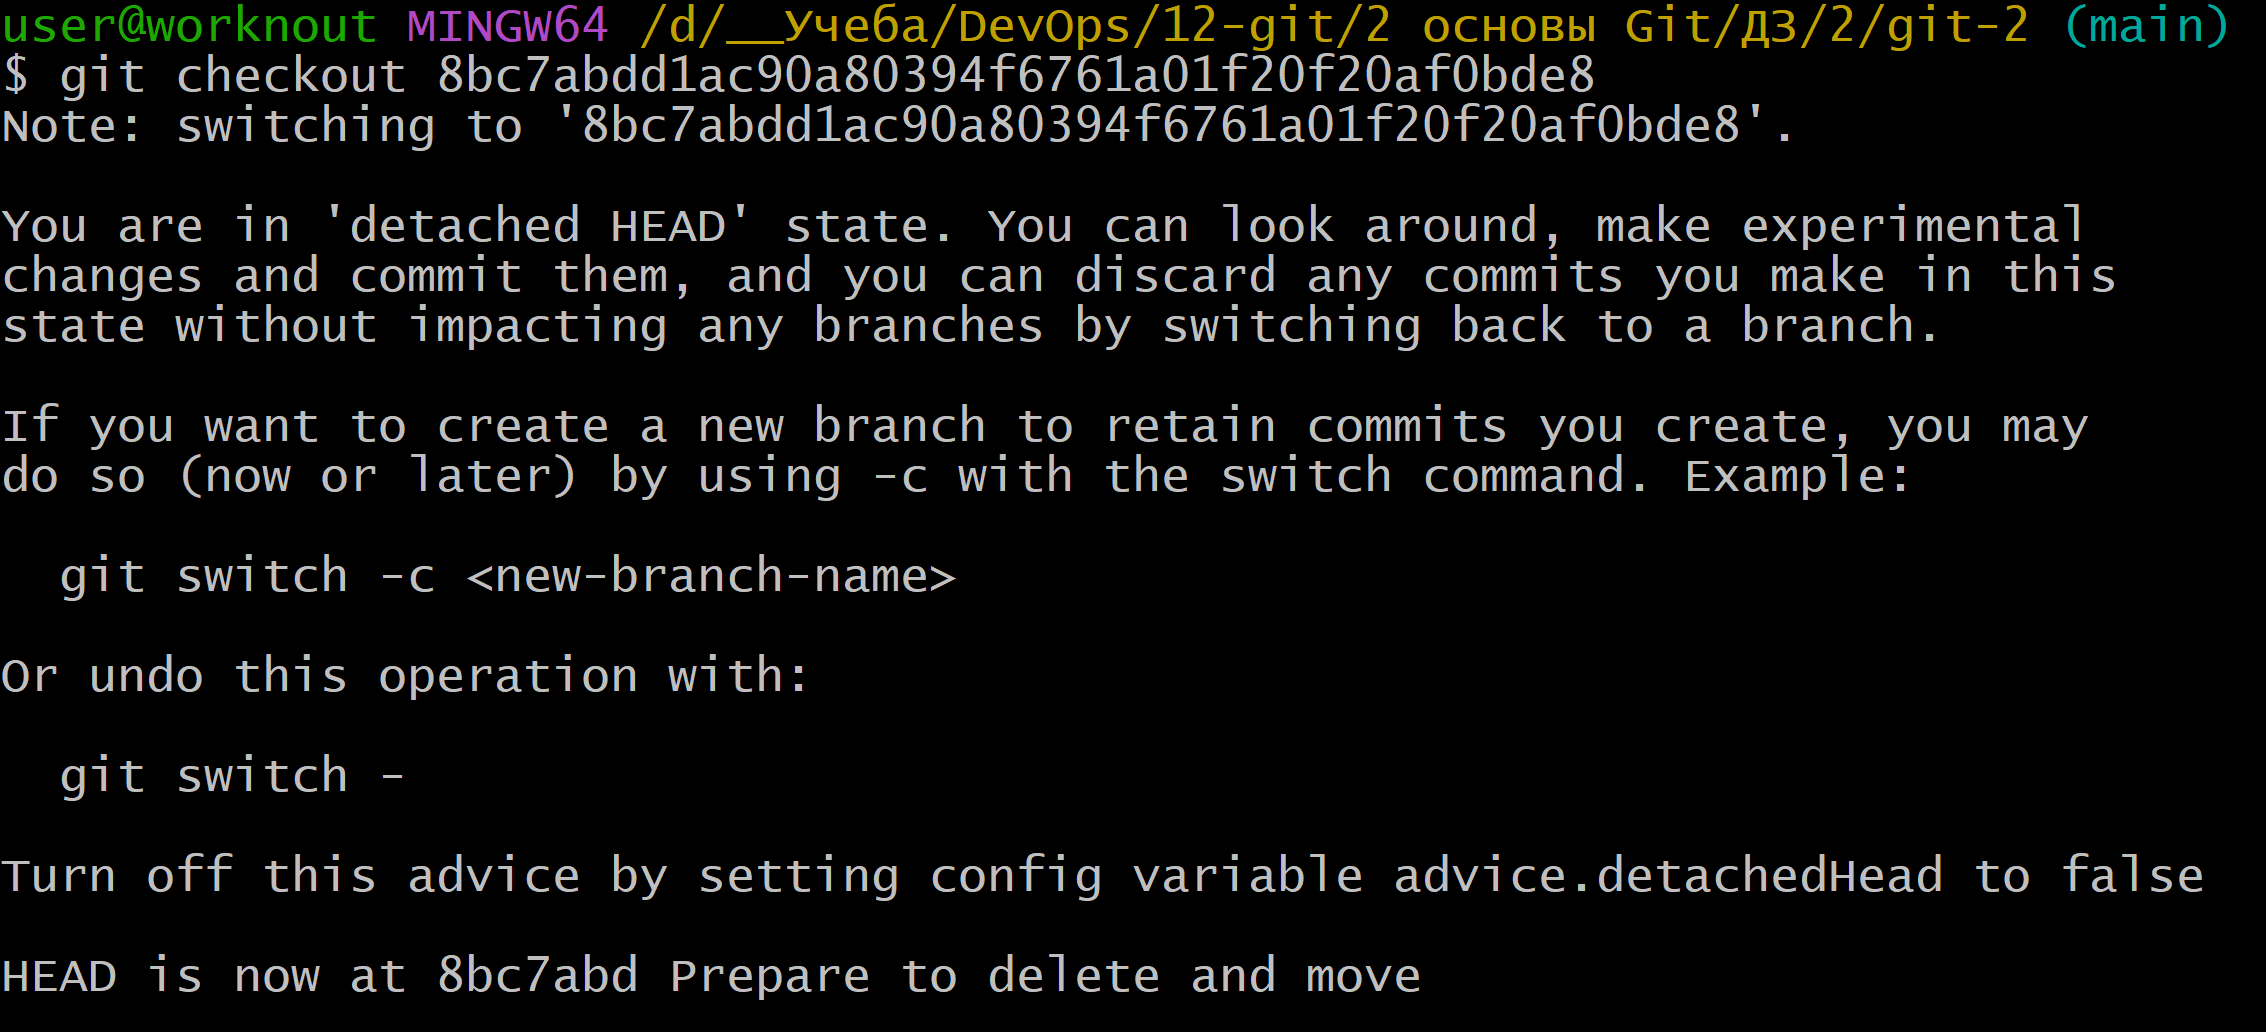 user@worknout MINGW64 /d/__Учеба/DevOps/12-git/2 основы Git/ДЗ/2/git-2 (main)
$ git checkout 8bc7abdd1ac90a80394f6761a01f20f20af0bde8
Note: switching to '8bc7abdd1ac90a80394f6761a01f20f20af0bde8'.
You are in 'detached HEAD' state. You can look around, make experimental
changes and commit them, and you can discard any commits you make in this
state without impacting any branches by switching back to a branch.
If you want to create a new branch to retain commits you create, you may
do so (now or later) by using -c with the switch command. Example:
git switch -c <new-branch-name>
Or undo this operation with:
git switch -
Turn off this advice by setting config variable advice.detachedHead to false
HEAD is now at 8bc7abd Prepare to delete and move